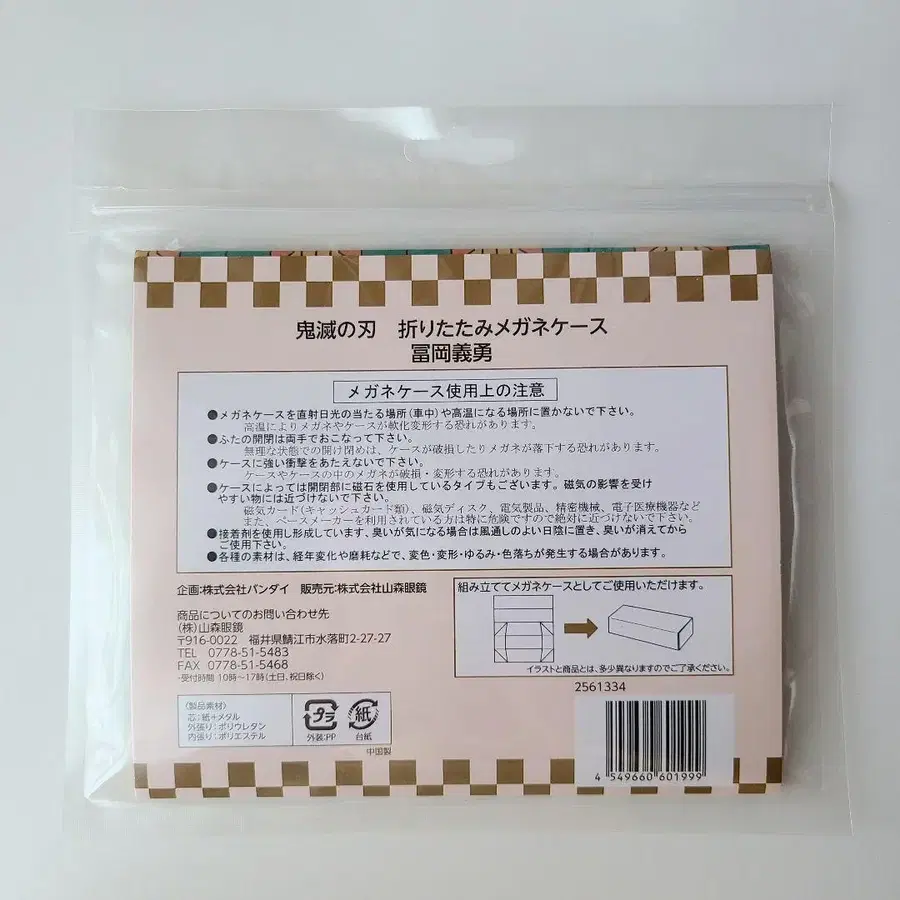 鬼滅の刃　折りたたみメガネケース
冨岡義勇
メガネケース使用上の注意
●メガネケースを直射日光の当たる場所(車中)や高温になる場所に置かないで下さい。
高温によりメガネやケースが軟化変形する恐れがあります。
●ふたの開閉は両手でおこなって下さい。
無理な状態での開け閉めは、ケースが破損したりメガネが落下する恐れがあります。
●ケースに強い衝撃をあたえないで下さい。
ケースやケースの中のメガネが破損・変形する恐れがあります。
●ケースによっては開閉部に磁石を使用しているタイプもございます。磁気の影響を受け
やすい物には近づけないで下さい。
磁気カード(キャッシュカード類)、磁気ディスク、電気製品、精密機械、電子医療機器など
また、ペースメーカーを利用されている方は特に危険ですので絶対に近づけないで下さい。
●接着剤を使用し形成しています、臭いが気になる場合は風通しのよい日陰に置き、臭いが消えてから
ご使用下さい。
●各種の素材は、経年変化や磨耗などで、変色・変形・ゆるみ・色落ちが発生する場合があります。
企画:株式会社バンダイ　販売元:株式会社山森眼鏡
商品についてのお問い合わせ先
(株)山森眼鏡
〒916-0022　福井県鯖江市水落町2-27-27
TEL　0778-51-5483
FAX　0778-51-5468
・受付時間 10時～17時(土日、祝日除く)
組み立ててメガネケースとしてご使用いただけます。
イラストと商品とは、多少異なりますのでご了承ください。
〈製品素材〉
芯:紙+メタル
外張り:ポリウレタン
内張り:ポリエステル
プラ
外装:PP
紙
台紙
中国製
2561334
4 549660 601999